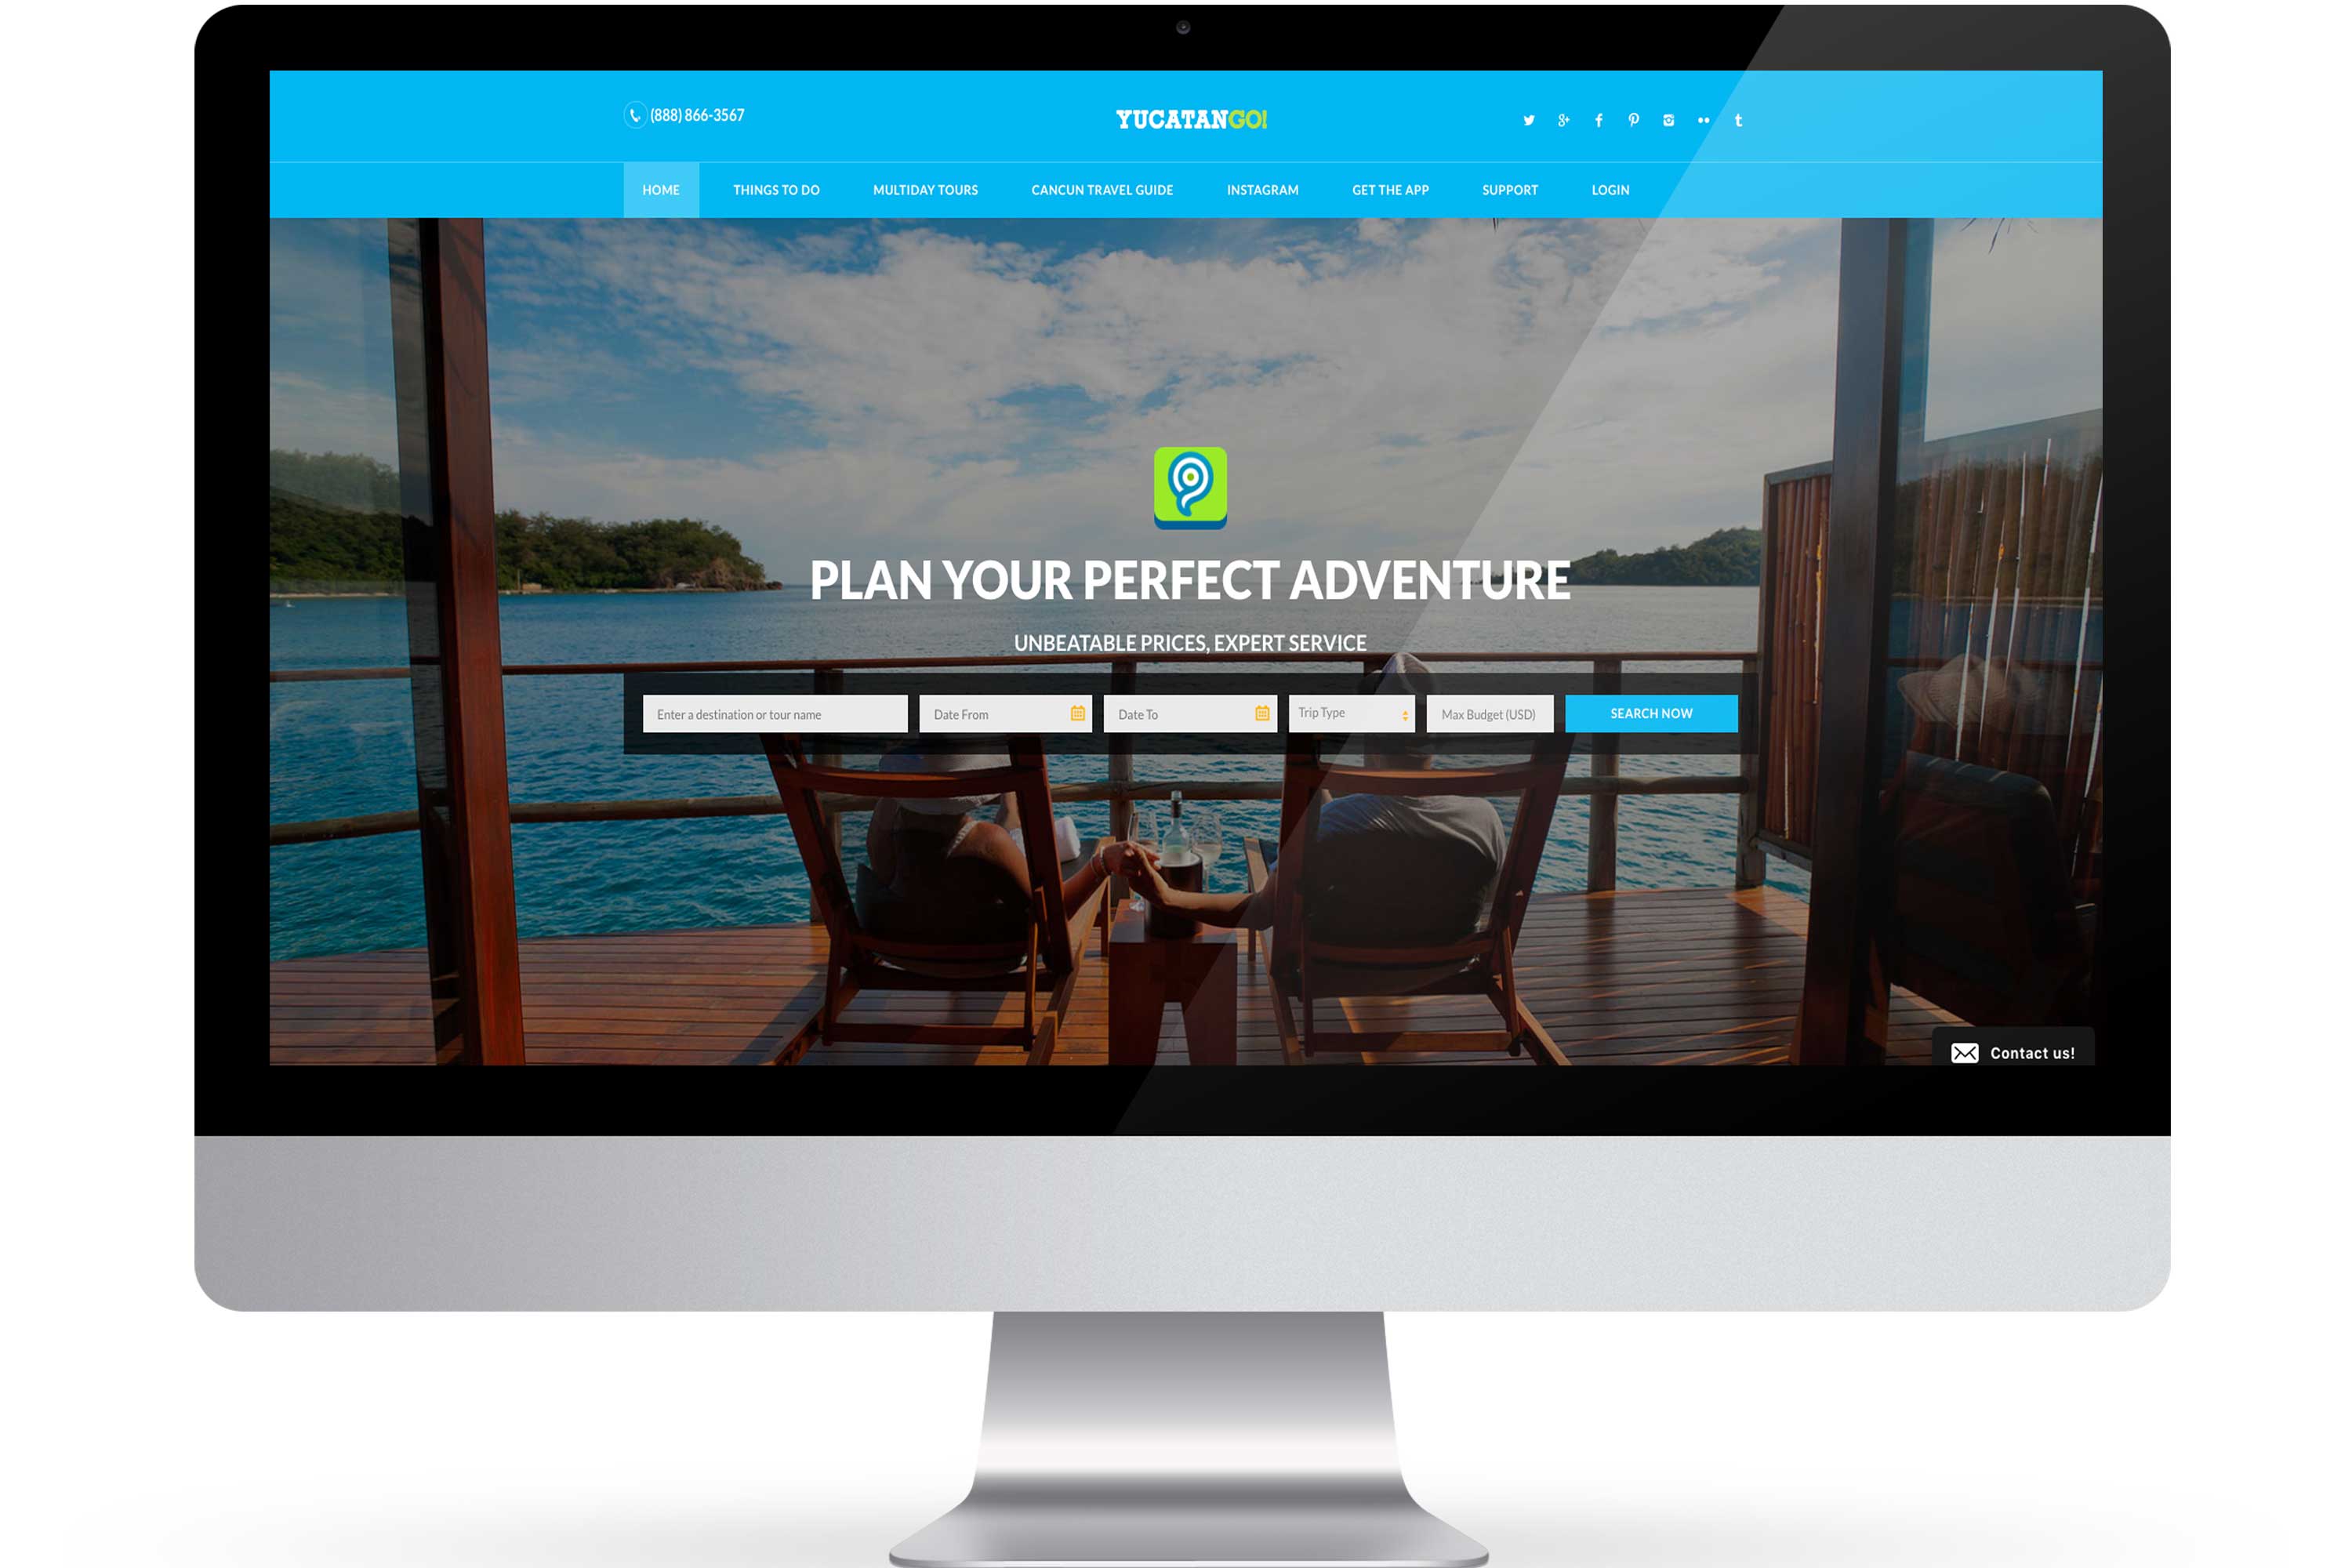 (888) 866-3567
YUCATANGO!
HOME THINGS TO DO MULTIDAY TOURS CANCUN TRAVEL GUIDE INSTAGRAM GET THE APP SUPPORT LOGIN
PLAN YOUR PERFECT ADVENTURE
UNBEATABLE PRICES, EXPERT SERVICE
Enter a destination or tour name Date From Date To Trip Type Max Budget (USD) SEARCH NOW
Contact us!